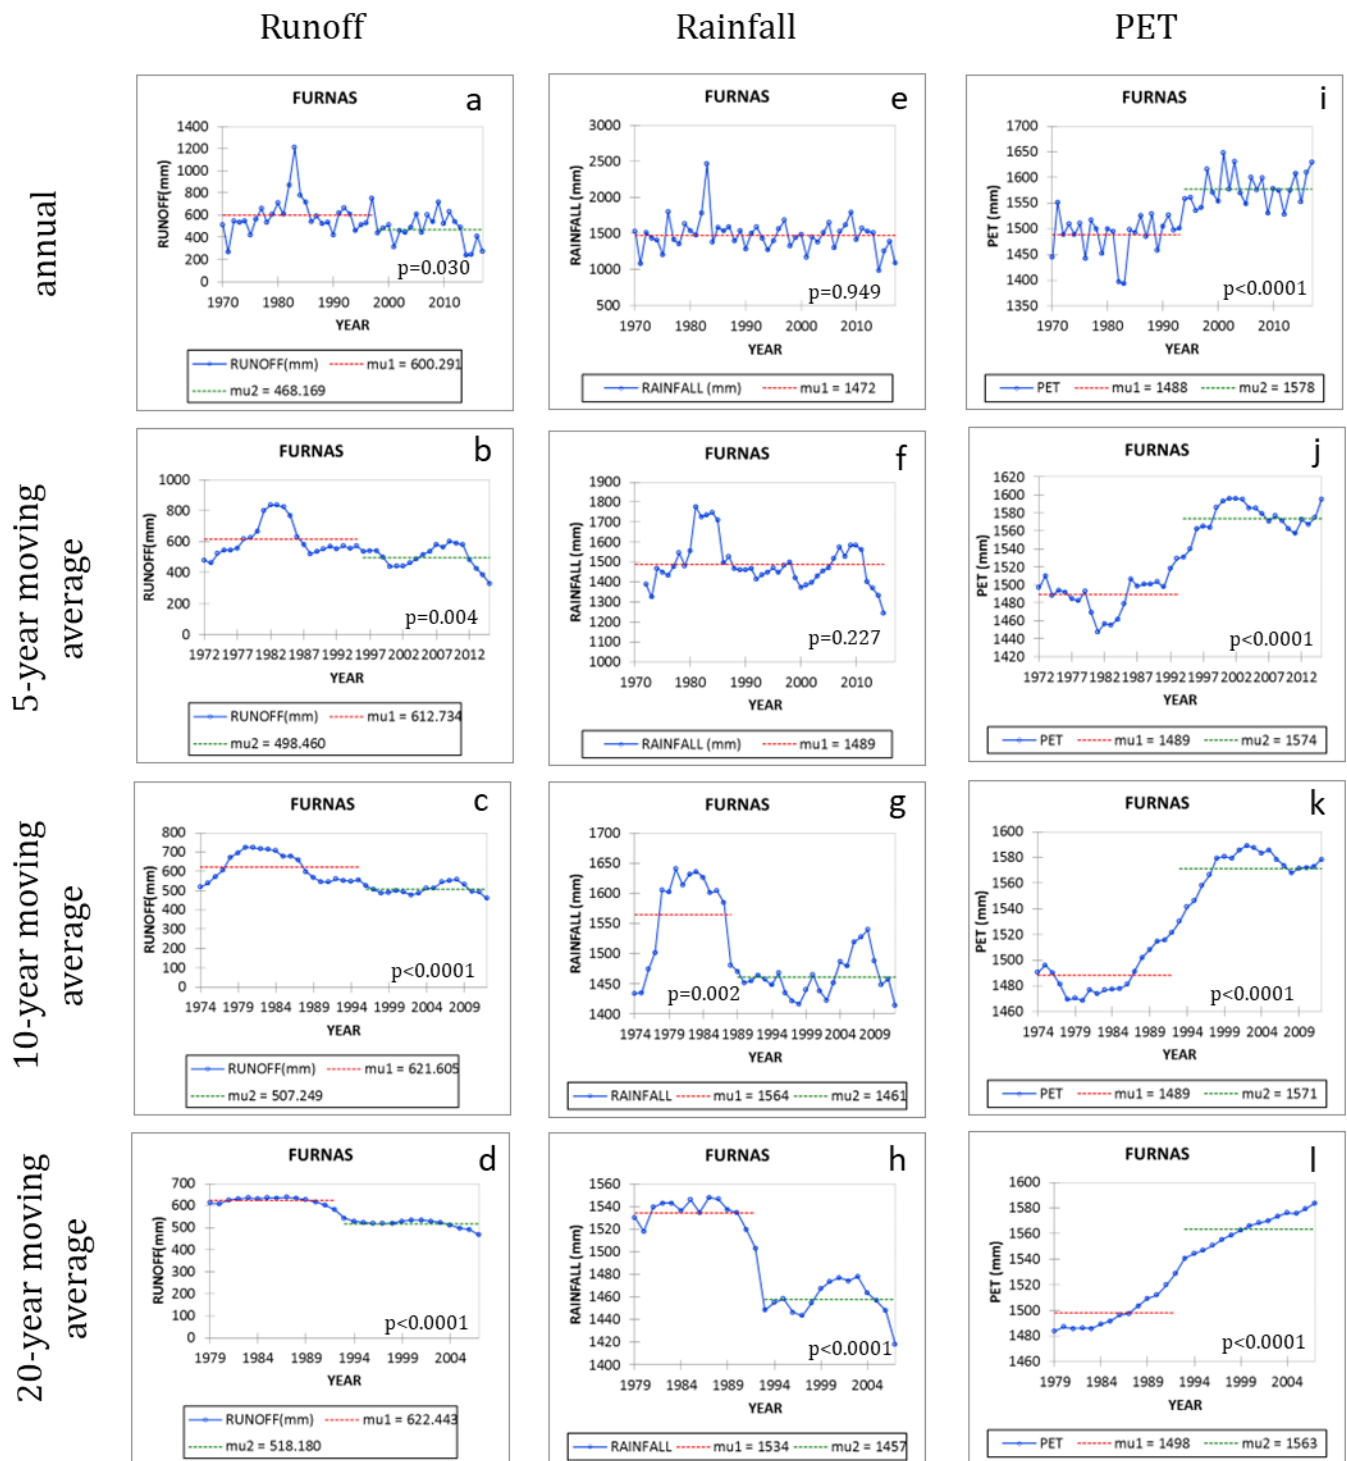 Runoff Rainfall PET
annual
5-year moving average
10-year moving average
20-year moving average
FURNAS a
RUNOFF(mm)
1400
1200
1000
800
600
400
200
0
p=0.030
1970 1980 1990 2000 2010
YEAR
RUNOFF(mm) mu1 = 600.291
mu2 = 468.169
FURNAS e
RAINFALL (mm)
3000
2500
2000
1500
1000
500
p=0.949
1970 1980 1990 2000 2010
YEAR
RAINFALL (mm) mu1 = 1472
FURNAS i
PET (mm)
1700
1650
1600
1550
1500
1450
1400
1350
p<0.0001
1970 1980 1990 2000 2010
YEAR
PET mu1 = 1488 mu2 = 1578
FURNAS b
RUNOFF(mm)
1000
800
600
400
200
0
p=0.004
1972 1977 1982 1987 1992 1997 2002 2007 2012
YEAR
RUNOFF(mm) mu1 = 612.734
mu2 = 498.460
FURNAS f
RAINFALL (mm)
1900
1800
1700
1600
1500
1400
1300
1200
1100
1000
p=0.227
1970 1980 1990 2000 2010
YEAR
RAINFALL (mm) mu1 = 1489
FURNAS j
PET (mm)
1620
1600
1580
1560
1540
1520
1500
1480
1460
1440
1420
p<0.0001
1972 1977 1982 1987 1992 1997 2002 2007 2012
YEAR
PET mu1 = 1489 mu2 = 1574
FURNAS c
RUNOFF(mm)
800
700
600
500
400
300
200
100
0
p<0.0001
1974 1979 1984 1989 1994 1999 2004 2009
YEAR
RUNOFF(mm) mu1 = 621.605
mu2 = 507.249
FURNAS g
RAINFALL (mm)
1700
1650
1600
1550
1500
1450
1400
p=0.002
1974 1979 1984 1989 1994 1999 2004 2009
YEAR
RAINFALL mu1 = 1564 mu2 = 1461
FURNAS k
PET (mm)
1600
1580
1560
1540
1520
1500
1480
1460
p<0.0001
1974 1979 1984 1989 1994 1999 2004 2009
YEAR
PET mu1 = 1489 mu2 = 1571
FURNAS d
RUNOFF(mm)
700
600
500
400
300
200
100
0
p<0.0001
1979 1984 1989 1994 1999 2004
YEAR
RUNOFF(mm) mu1 = 622.443
mu2 = 518.180
FURNAS h
RAINFALL (mm)
1560
1540
1520
1500
1480
1460
1440
1420
1400
p<0.0001
1979 1984 1989 1994 1999 2004
YEAR
RAINFALL mu1 = 1534 mu2 = 1457
FURNAS l
PET (mm)
1600
1580
1560
1540
1520
1500
1480
1460
p<0.0001
1979 1984 1989 1994 1999 2004
YEAR
PET mu1 = 1498 mu2 = 1563